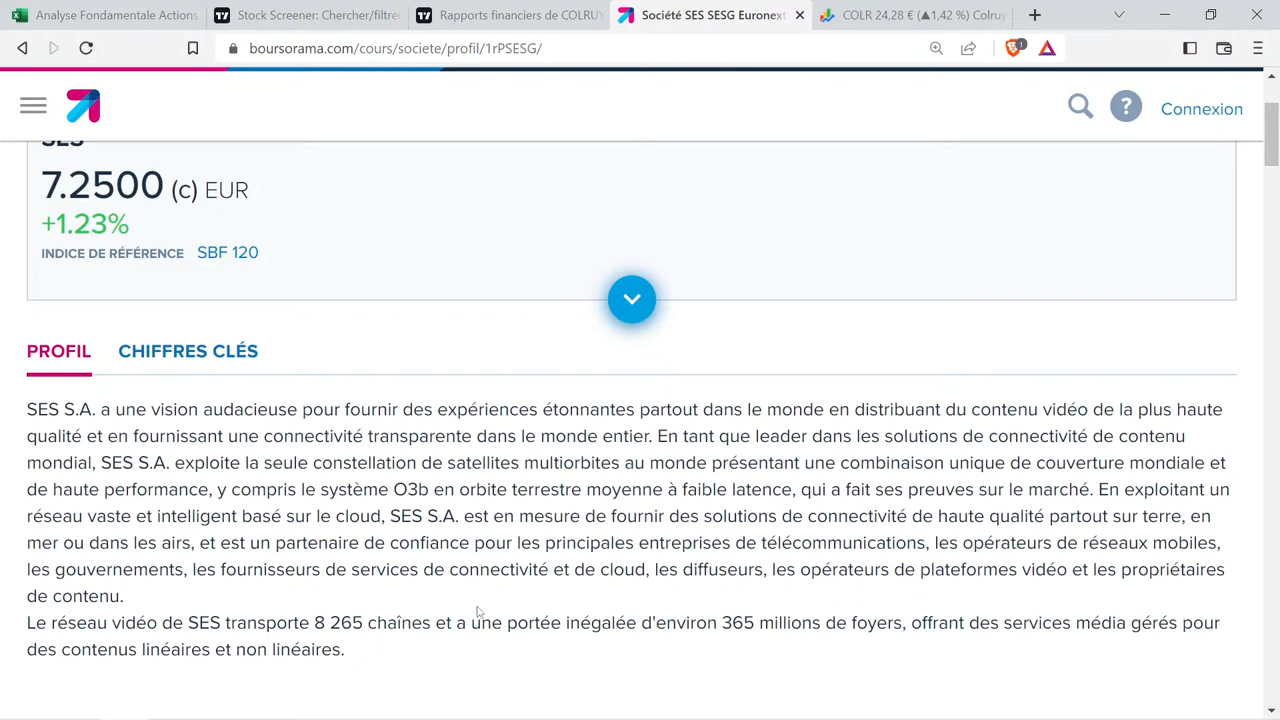 Analyse Fondamentale Actions
Stock Screener: Chercher/filtrer
Rapports financiers de COLRUY
Société SES SESG Euronext
COLR 24,28 € (▲1,42 %) Colruy
boursorama.com/cours/societe/profil/1rPSESG/
1
?
Connexion
SES
7.2500 (c) EUR
+1.23%
INDICE DE RÉFÉRENCE SBF 120
PROFIL CHIFFRES CLÉS
SES S.A. a une vision audacieuse pour fournir des expériences étonnantes partout dans le monde en distribuant du contenu vidéo de la plus haute
qualité et en fournissant une connectivité transparente dans le monde entier. En tant que leader dans les solutions de connectivité de contenu
mondial, SES S.A. exploite la seule constellation de satellites multiorbites au monde présentant une combinaison unique de couverture mondiale et
de haute performance, y compris le système O3b en orbite terrestre moyenne à faible latence, qui a fait ses preuves sur le marché. En exploitant un
réseau vaste et intelligent basé sur le cloud, SES S.A. est en mesure de fournir des solutions de connectivité de haute qualité partout sur terre, en
mer ou dans les airs, et est un partenaire de confiance pour les principales entreprises de télécommunications, les opérateurs de réseaux mobiles,
les gouvernements, les fournisseurs de services de connectivité et de cloud, les diffuseurs, les opérateurs de plateformes vidéo et les propriétaires
de contenu.
Le réseau vidéo de SES transporte 8 265 chaînes et a une portée inégalée d'environ 365 millions de foyers, offrant des services média gérés pour
des contenus linéaires et non linéaires.